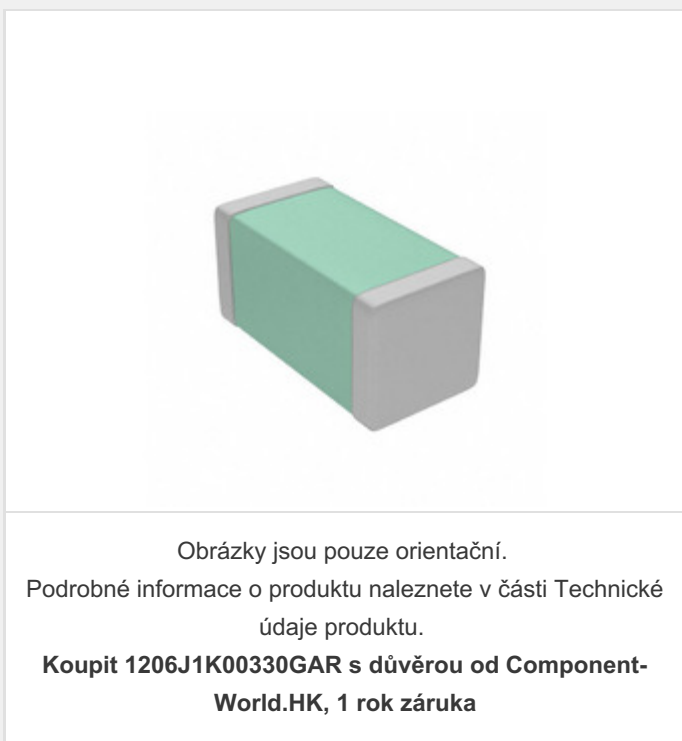 Obrázky jsou pouze orientační.
Podrobné informace o produktu naleznete v části Technické
údaje produktu.
Koupit 1206J1K00330GAR s důvěrou od Component-
World.HK, 1 rok záruka